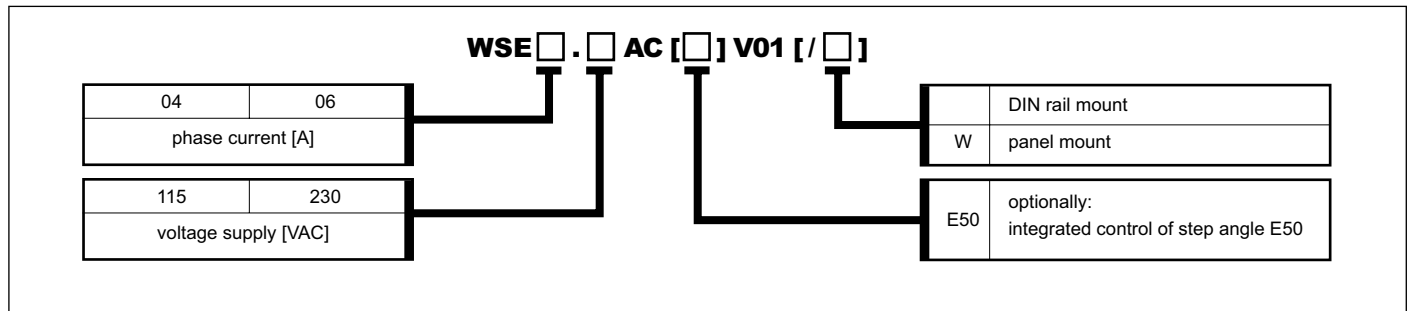 WSE□.□ AC [□] V01 [/□]
04 06
phase current [A]
115 230
voltage supply [VAC]
DIN rail mount
W panel mount
E50 optionally:
integrated control of step angle E50